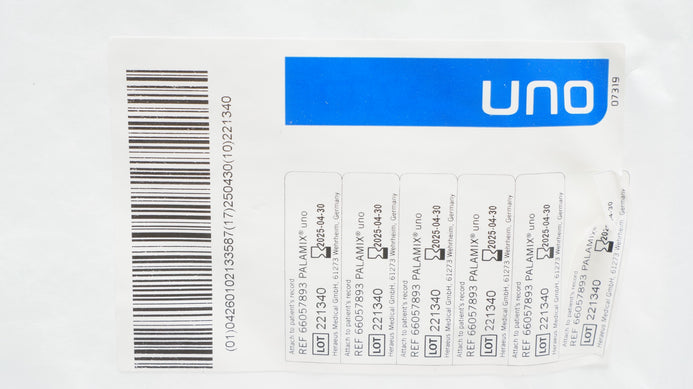 uno
07319
(01)04260102133587(17)250430(10)221340
Attach to patient's record
REF 66057893 PALAMIX® uno
LOT 221340 2025-04-30
Heraeus Medical GmbH, 61273 Wehrheim, Germany
Attach to patient's record
REF 66057893 PALAMIX® uno
LOT 221340 2025-04-30
Heraeus Medical GmbH, 61273 Wehrheim, Germany
Attach to patient's record
REF 66057893 PALAMIX® uno
LOT 221340 2025-04-30
Heraeus Medical GmbH, 61273 Wehrheim, Germany
Attach to patient's record
REF 66057893 PALAMIX® uno
LOT 221340 2025-04-30
Heraeus Medical GmbH, 61273 Wehrheim, Germany
Attach to patient's record
REF 66057893 PALAMIX® uno
LOT 221340 2025-04-30
Heraeus Medical GmbH, 61273 Wehrheim, Germany
Attach to patient's record
REF 66057893 PALAMIX
LOT 221340
Heraeus Medical GmbH, 61273 Wehrheim, Germany